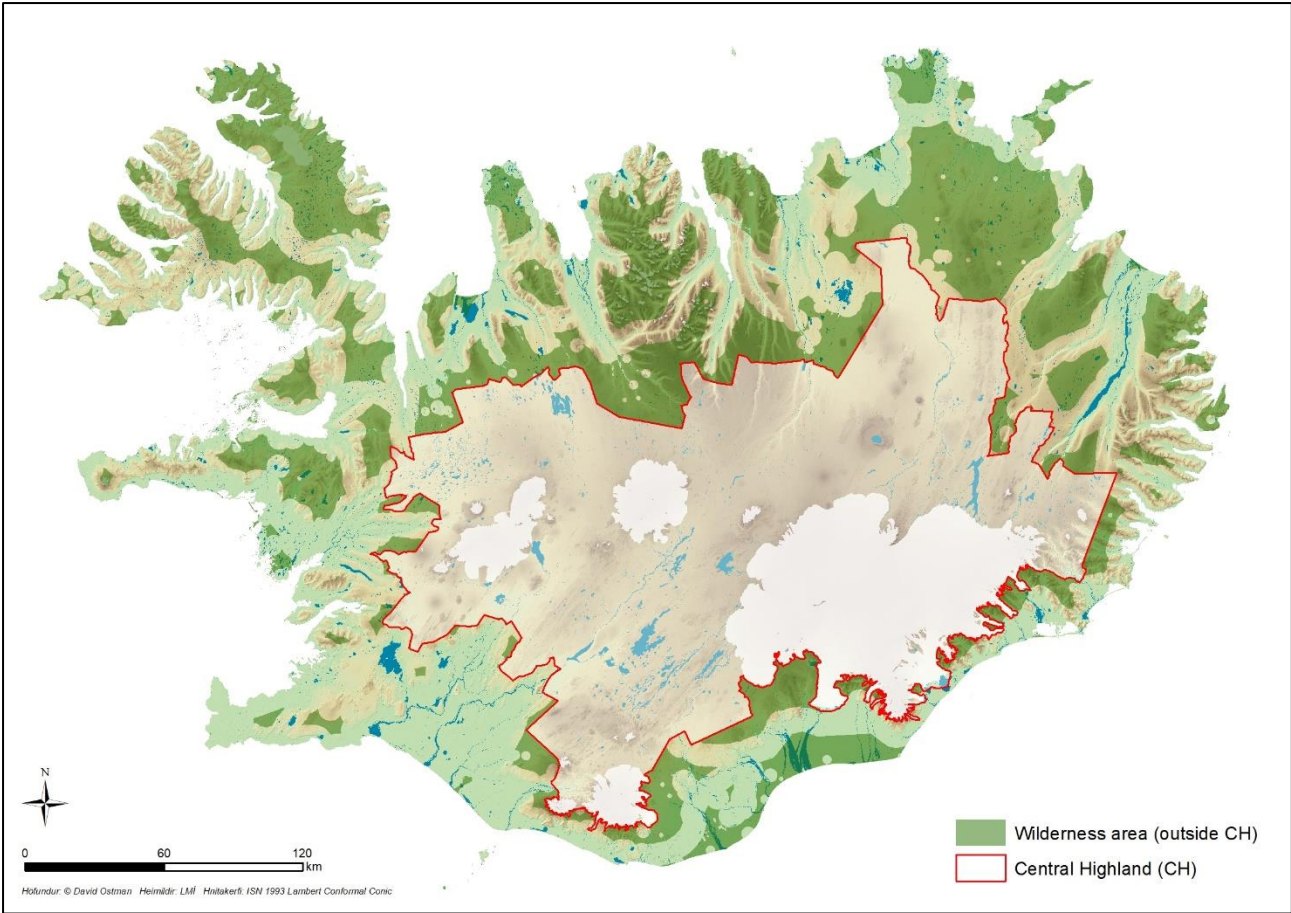 N
0 60 120
km
Höfundur: © David Ostman Heimildir: LMÍ Hnitakerfi: ISN 1993 Lambert Conformal Conic
Wilderness area (outside CH)
Central Highland (CH)